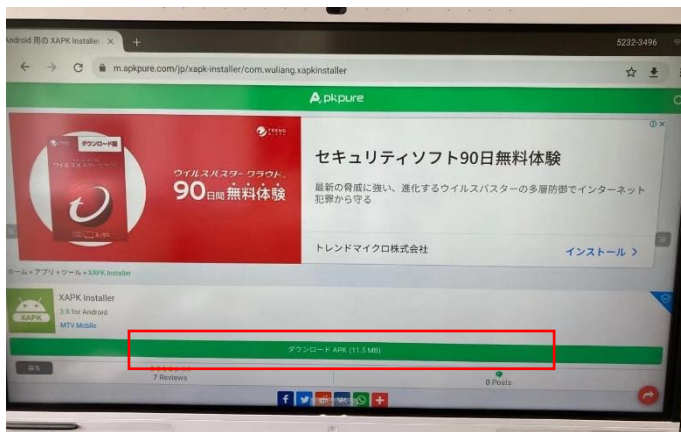 Android 用の XAPK Installer ×
+
5232-3496
m.apkpure.com/jp/xapk-installer/com.wuliang.xapkinstaller
Apkpure
TREND
ダウンロード版
ウイルスバスター クラウド
90日間無料体験
セキュリティソフト90日無料体験
最新の脅威に強い、進化するウイルスバスターの多層防御でインターネット
犯罪から守る
トレンドマイクロ株式会社
インストール >
ホーム » アプリ » ツール » XAPK Installer
XAPK
XAPK Installer
3.9 for Android
MTV Mobile
ダウンロード APK (11.5 MB)
戻る
7 Reviews
0 Posts